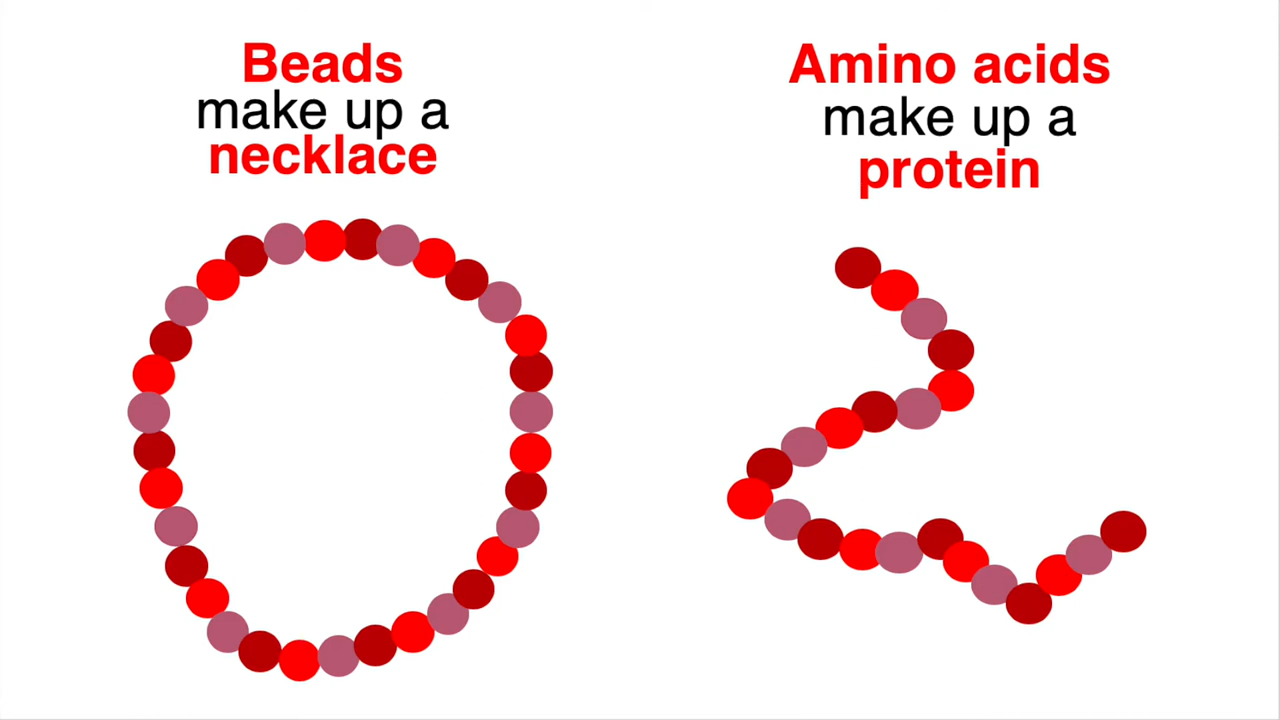 Beads
make up a
necklace
Amino acids
make up a
protein